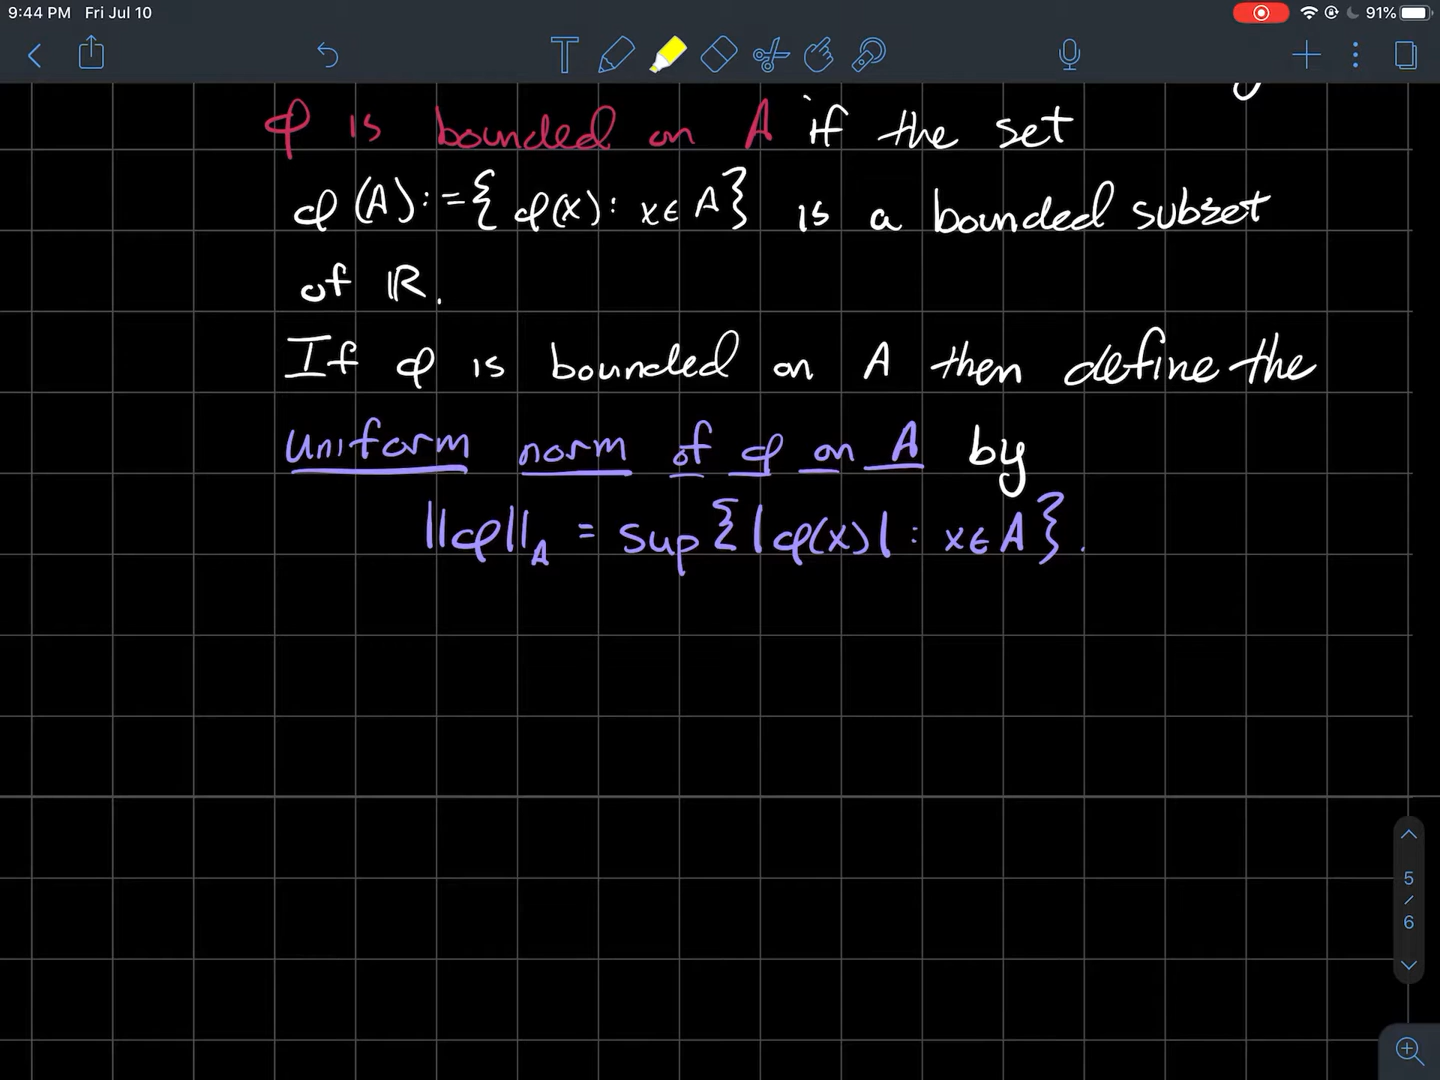 9:44 PM Fri Jul 10 91%
φ is bounded on A if the set
φ(A):={φ(x): x∈A} is a bounded subset
of ℝ.
If φ is bounded on A then define the
uniform norm of φ on A by
||φ||_A = sup{|φ(x)| : x∈A}.
5
/
6